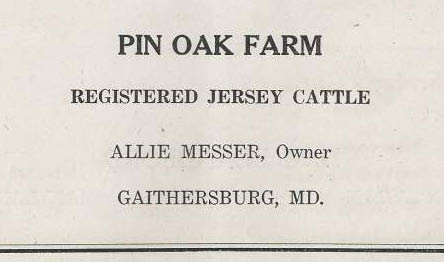 PIN OAK FARM
REGISTERED JERSEY CATTLE
ALLIE MESSER, Owner
GAITHERSBURG, MD.